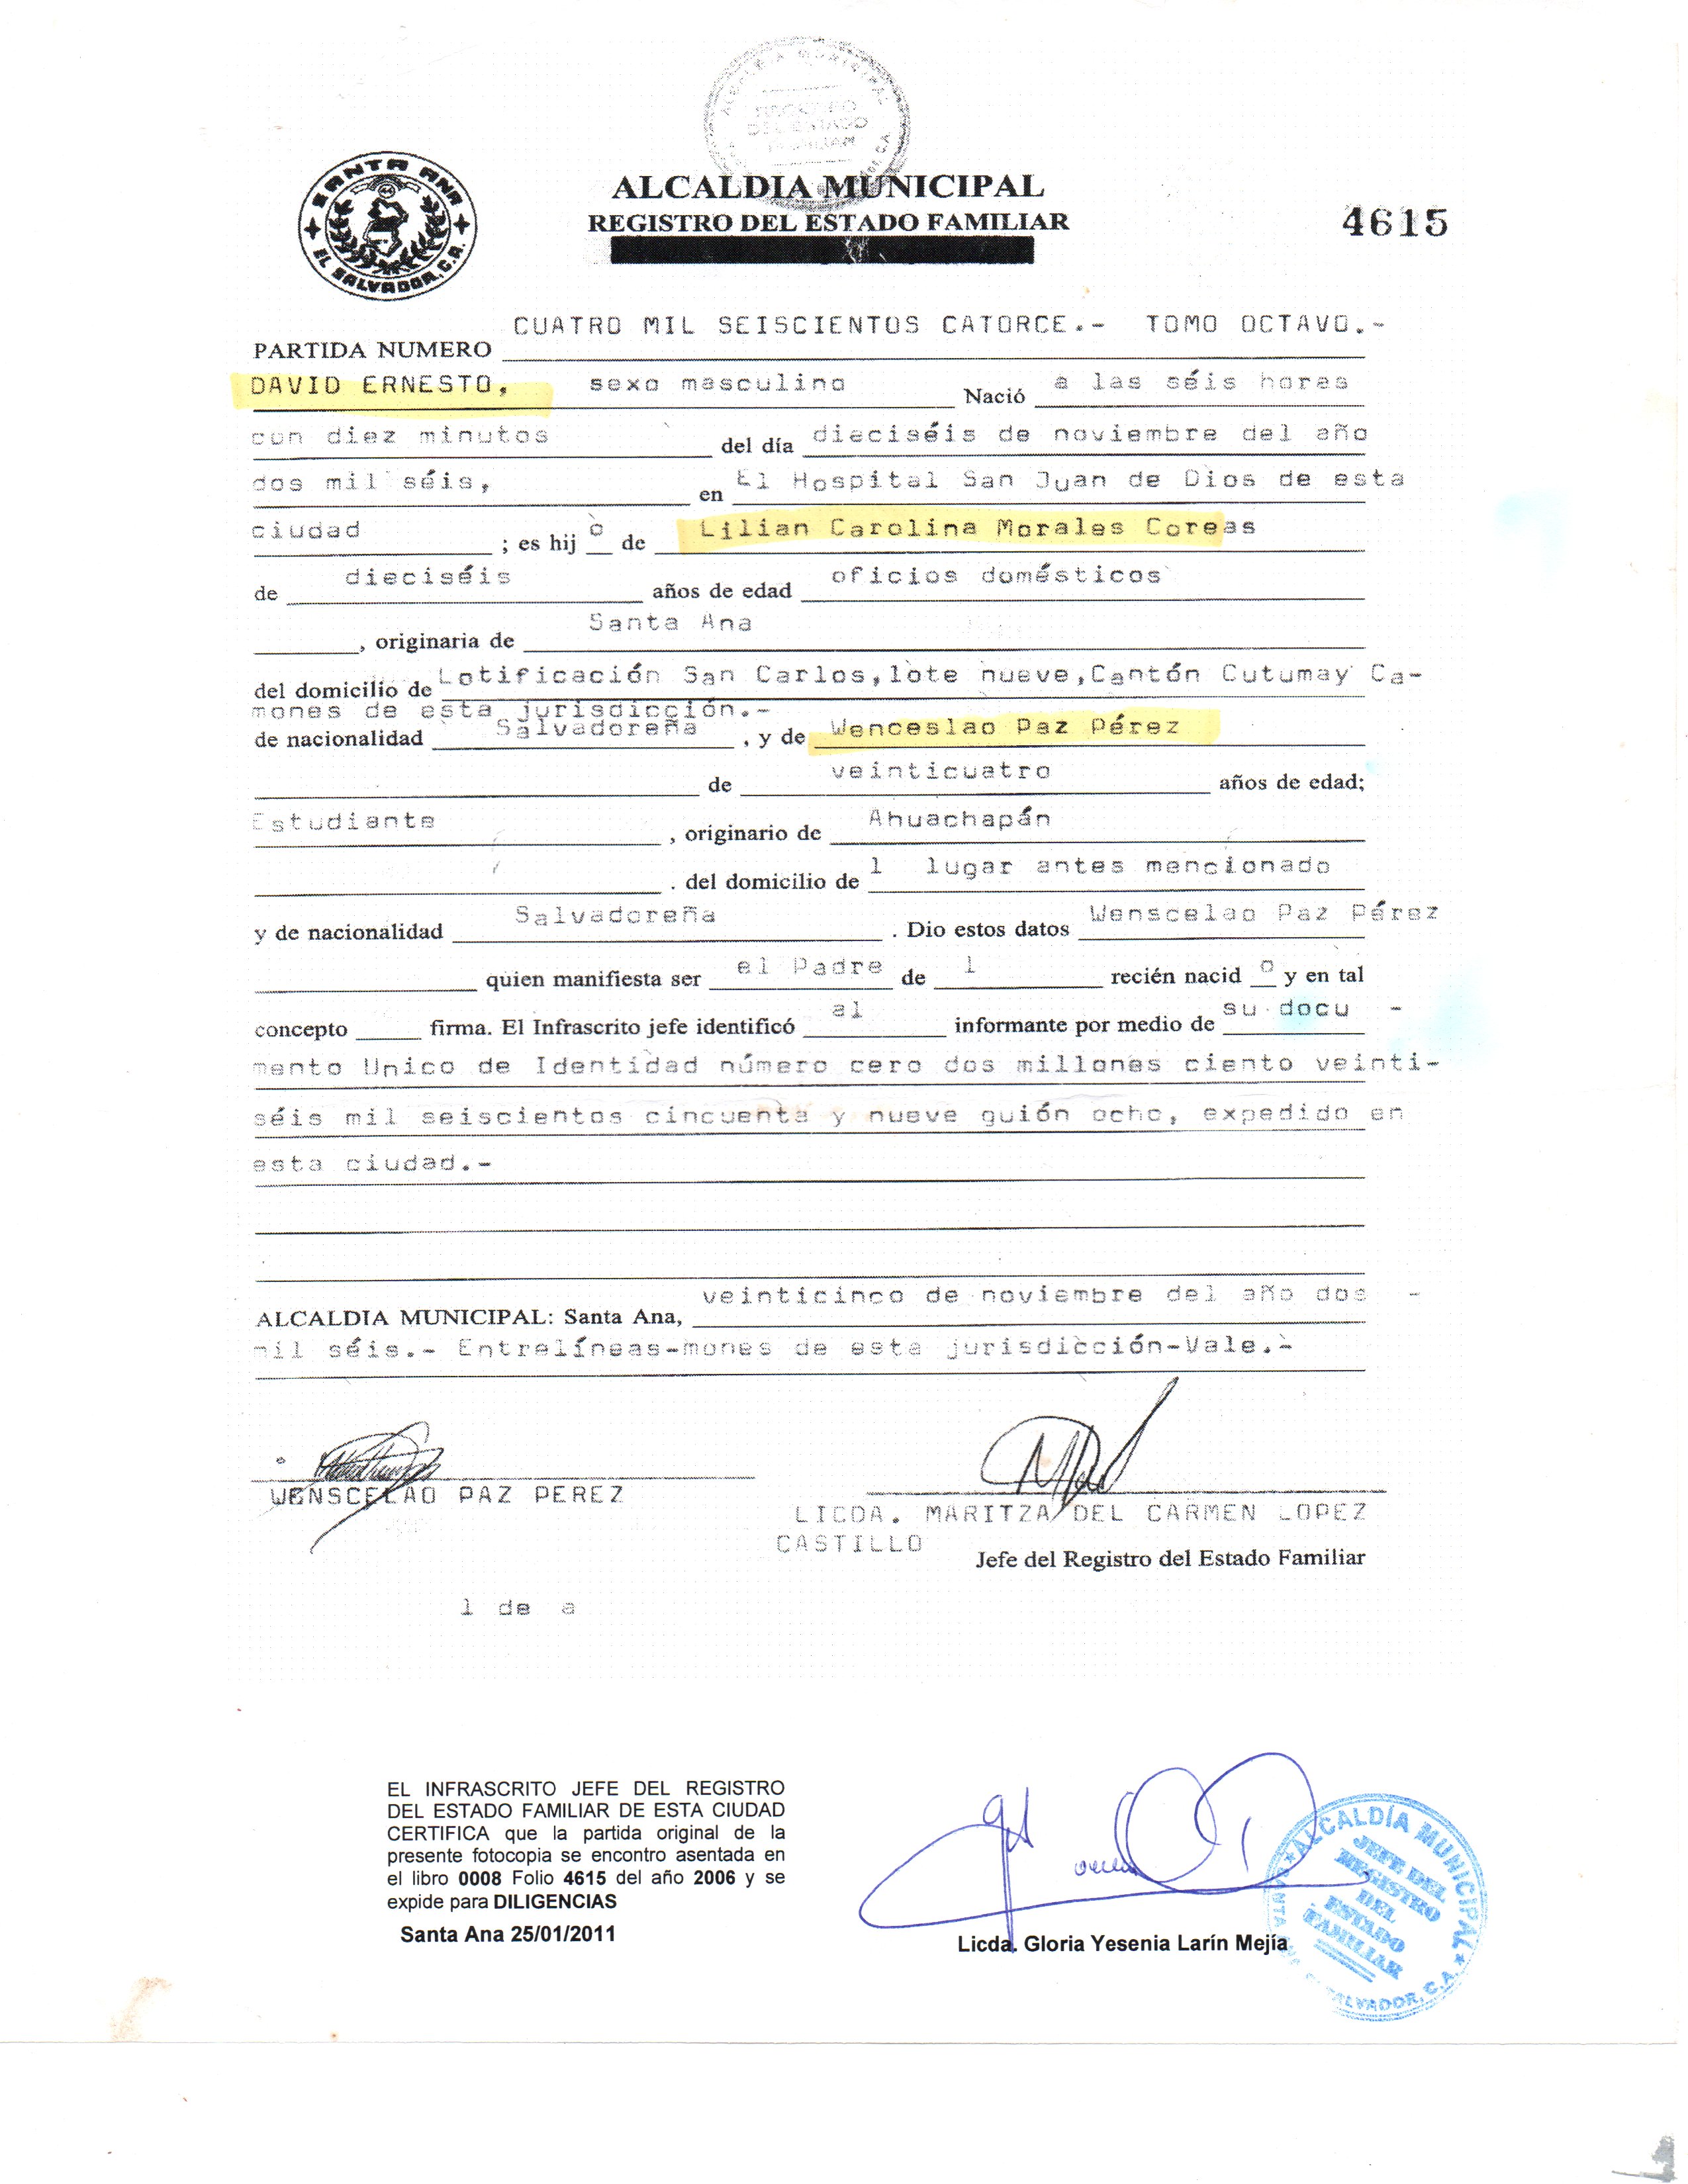 ALCALDIA MUNICIPAL
REGISTRO DEL ESTADO FAMILIAR
SANTA ANA
EL SALVADOR, C.A.
ALCALDIA MUNICIPAL
REGISTRO DEL ESTADO FAMILIAR
4615
PARTIDA NUMERO CUATRO MIL SEISCIENTOS CATORCE.- TOMO OCTAVO.-
DAVID ERNESTO, sexo masculino Nació a las séis horas
con diez minutos del día dieciséis de noviembre del año
dos mil séis, en El Hospital San Juan de Dios de esta
ciudad ; es hij o de Lilian Carolina Morales Coreas
de dieciséis años de edad oficios domésticos
, originaria de Santa Ana
del domicilio de Lotificación San Carlos,lote nueve,Cantón Cutumay Ca-
mones de esta jurisdicción.-
de nacionalidad Salvadoreña , y de Wenceslao Paz Pérez
de veinticuatro años de edad;
Estudiante , originario de Ahuachapán
. del domicilio de l lugar antes mencionado
y de nacionalidad Salvadoreña . Dio estos datos Wenscelao Paz Pérez
quien manifiesta ser el Padre de l recién nacid o y en tal
concepto firma. El Infrascrito jefe identificó al informante por medio de su docu -
mento Unico de Identidad número cero dos millones ciento veinti-
séis mil seiscientos cincuenta y nueve guión ocho, expedido en
esta ciudad.-
ALCALDIA MUNICIPAL: Santa Ana, veinticinco de noviembre del año dos -
mil séis.- Entrelíneas-mones de esta jurisdicción-Vale.-
WENSCELAO PAZ PEREZ
LICDA. MARITZA DEL CARMEN LOPEZ
CASTILLO
Jefe del Registro del Estado Familiar
1 de a
EL INFRASCRITO JEFE DEL REGISTRO
DEL ESTADO FAMILIAR DE ESTA CIUDAD
CERTIFICA que la partida original de la
presente fotocopia se encontro asentada en
el libro 0008 Folio 4615 del año 2006 y se
expide para DILIGENCIAS
Santa Ana 25/01/2011
Licda. Gloria Yesenia Larín Mejía
ALCALDÍA MUNICIPAL
JEFE DEL
REGISTRO
DEL
ESTADO
FAMILIAR
SALVADOR, C.A.